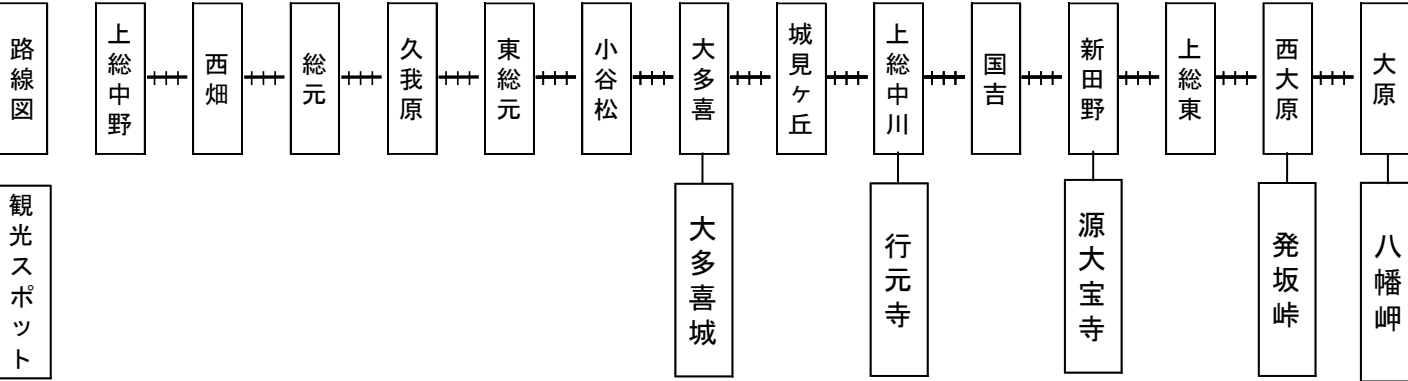 路線図
上総中野
西畑
総元
久我原
東総元
小谷松
大多喜
城見ヶ丘
上総中川
国吉
新田野
上総東
西大原
大原
観光スポット
大多喜城
行元寺
源大宝寺
発坂峠
八幡岬